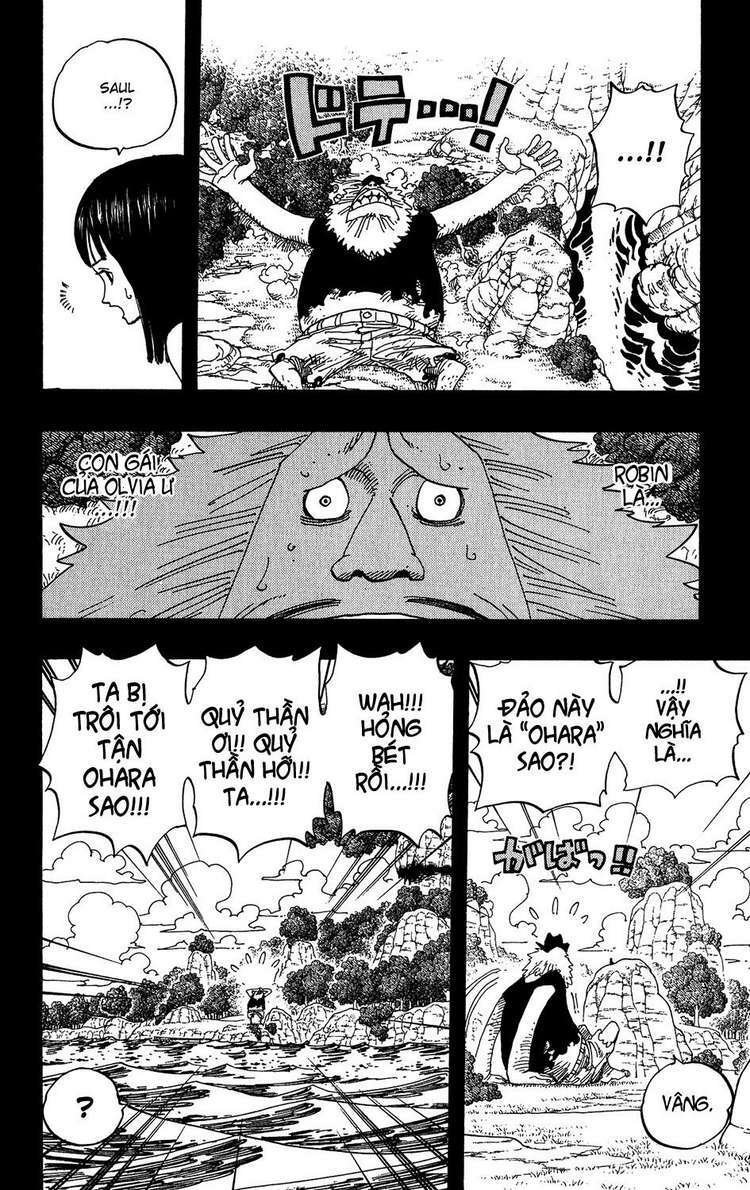 ...!!
ドテ・・・・!
SAUL
...!?
ROBIN
LÀ...
CON GÁI
CỦA OLVIA Ư
...!!!
...!!
VẬY
NGHĨA
LÀ...
ĐẢO NÀY
LÀ “OHARA”
SAO?!
がばっ!!
VÂNG.
WAH!!!
HỎNG
BÉT
RỒI...!!!
QUỶ THẦN
ƠI!! QUỶ
THẦN HỠI!!
TA...!!!
TA BỊ
TRÔI TỚI
TẬN
OHARA
SAO!!!
?